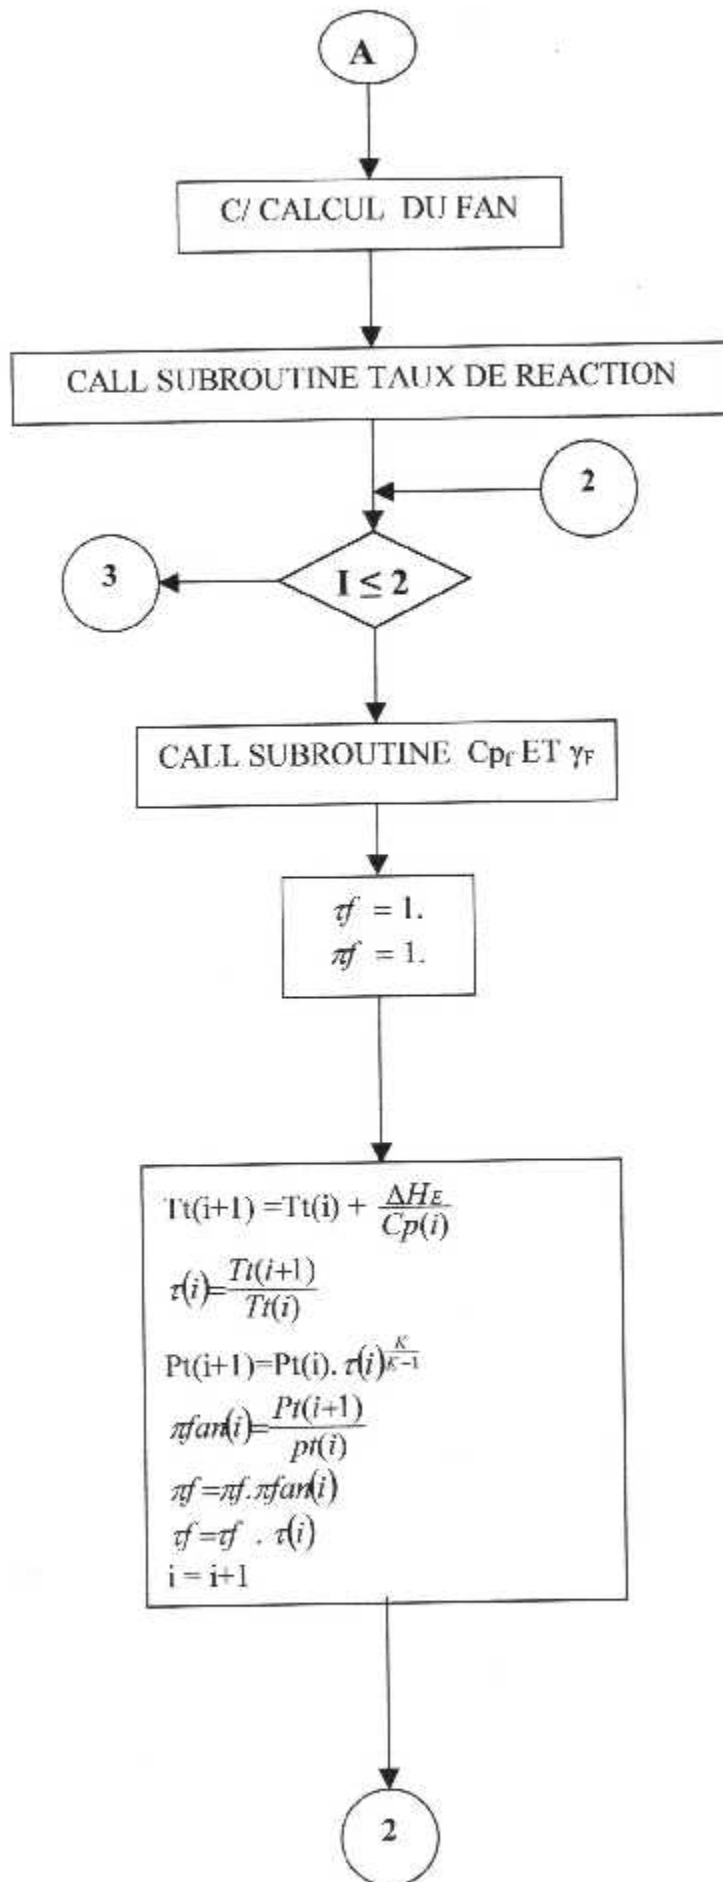 A
C/ CALCUL DU FAN
CALL SUBROUTINE TAUX DE REACTION
2
3
I ≤ 2
CALL SUBROUTINE Cpf ET γF
τf = 1.
πf = 1.
Tt(i+1) =Tt(i) + ΔHE/Cp(i)
τ(i)=Tt(i+1)/Tt(i)
Pt(i+1)=Pt(i).τ(i)^(K/(K-1))
πfan(i)=Pt(i+1)/pt(i)
πf=πf.πfan(i)
τf=τf . τ(i)
i = i+1
2